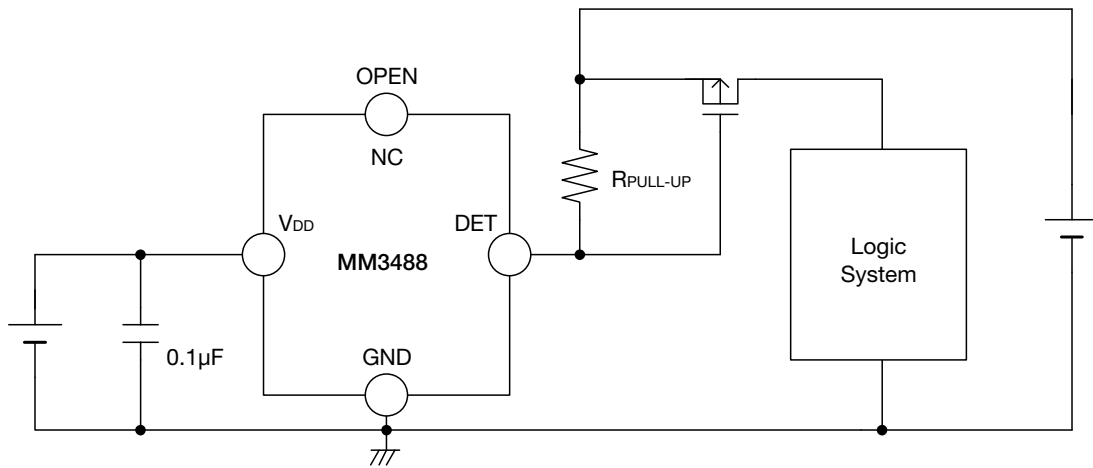 OPEN
NC
RPULL-UP
VDD
DET
MM3488
Logic
System
0.1µF
GND